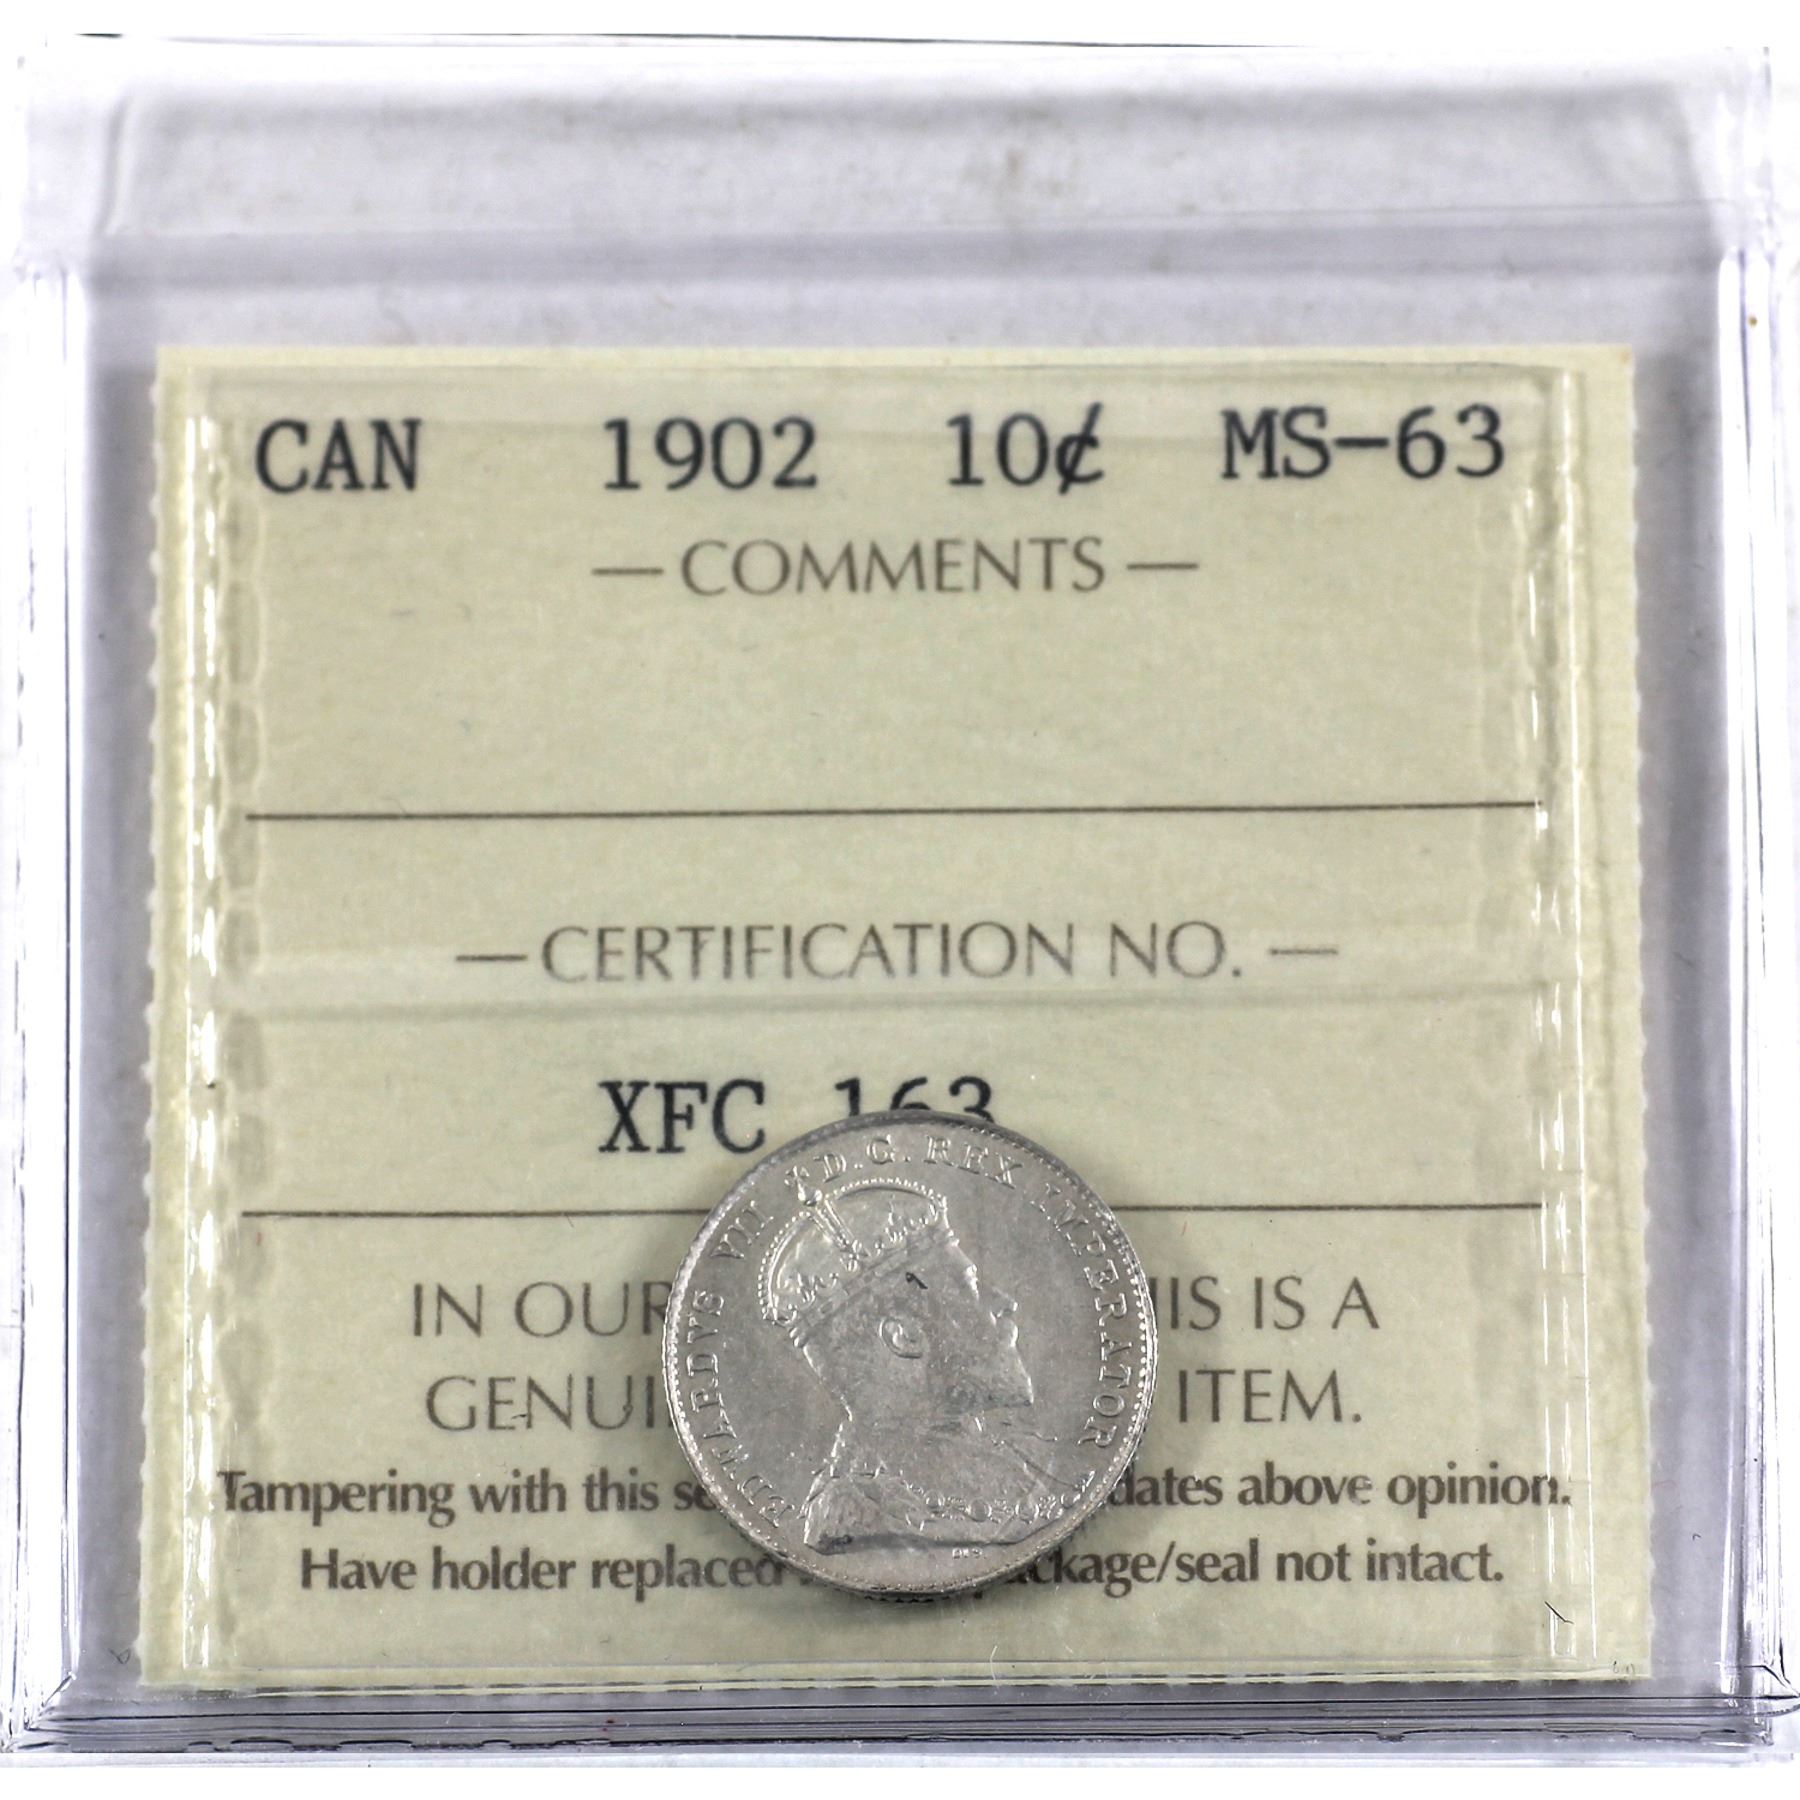 CAN 1902 10¢ MS-63
— COMMENTS —
— CERTIFICATION NO. —
XFC 163
EDWARDVS VII D.G. REX IMPERATOR
IN OUR IS IS A
GENUI ITEM.
Tampering with this se dates above opinion.
Have holder replaced ckage/seal not intact.